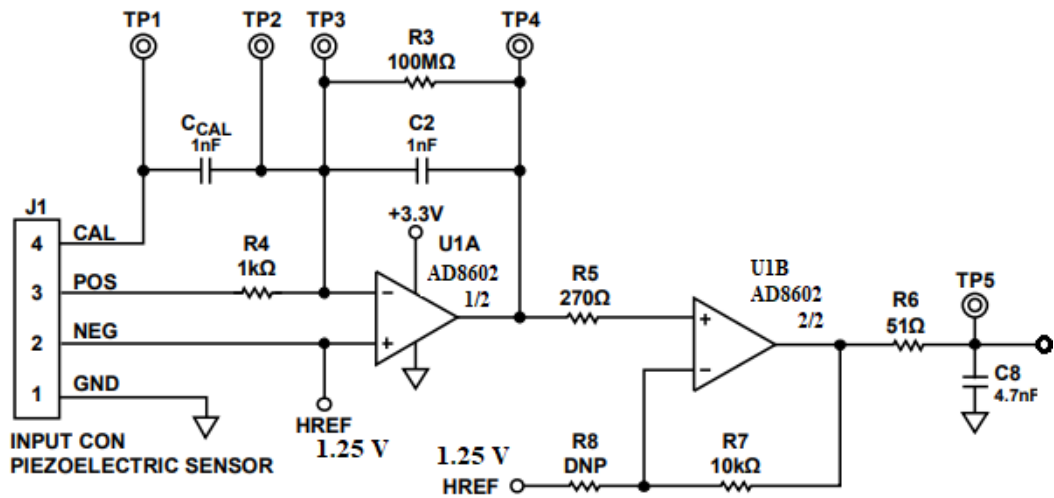 TP1
TP2
TP3
TP4
R3
100MΩ
CCAL
1nF
C2
1nF
J1
+3.3V
4
CAL
U1A
R4
1kΩ
AD8602
1/2
3
POS
R5
270Ω
U1B
AD8602
2/2
TP5
R6
51Ω
2
NEG
−
+
+
−
C8
4.7nF
1
GND
HREF
1.25 V
INPUT CON
PIEZOELECTRIC SENSOR
1.25 V
HREF
R8
DNP
R7
10kΩ